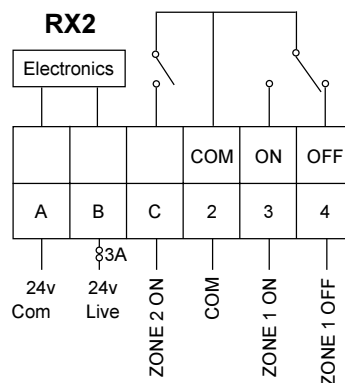 RX2
Electronics
COM ON OFF
A B C 2 3 4
3A
24v Com
24v Live
ZONE 2 ON
COM
ZONE 1 ON
ZONE 1 OFF